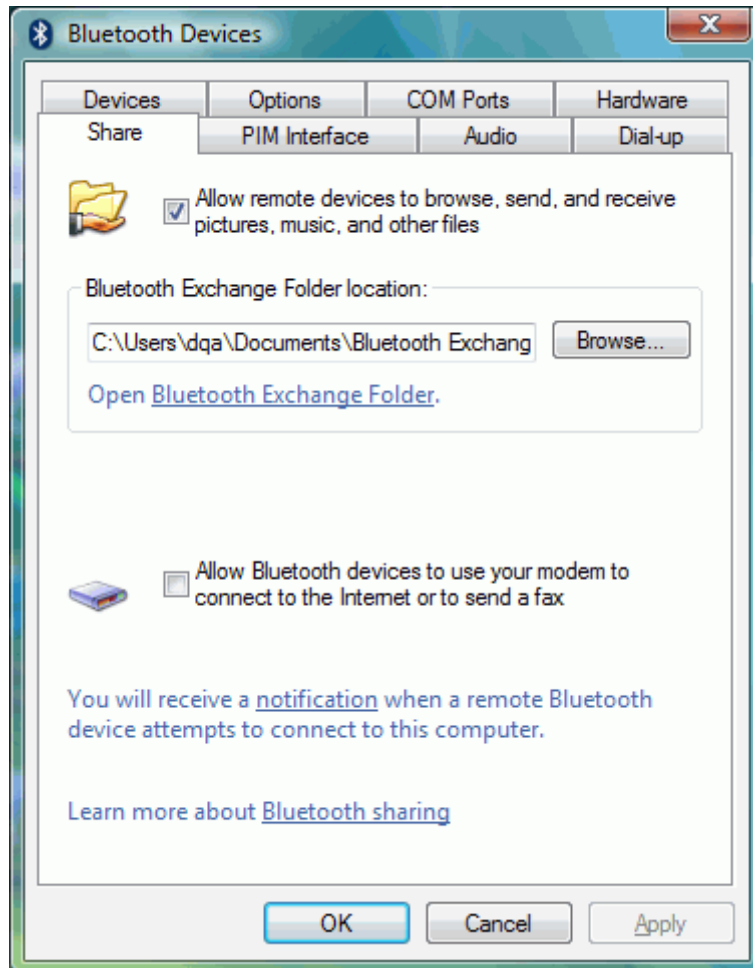 Bluetooth Devices
Devices Options COM Ports Hardware
Share PIM Interface Audio Dial-up
Allow remote devices to browse, send, and receive
pictures, music, and other files
Bluetooth Exchange Folder location:
C:\Users\dqa\Documents\Bluetooth Exchang Browse...
Open Bluetooth Exchange Folder.
Allow Bluetooth devices to use your modem to
connect to the Internet or to send a fax
You will receive a notification when a remote Bluetooth
device attempts to connect to this computer.
Learn more about Bluetooth sharing
OK Cancel Apply